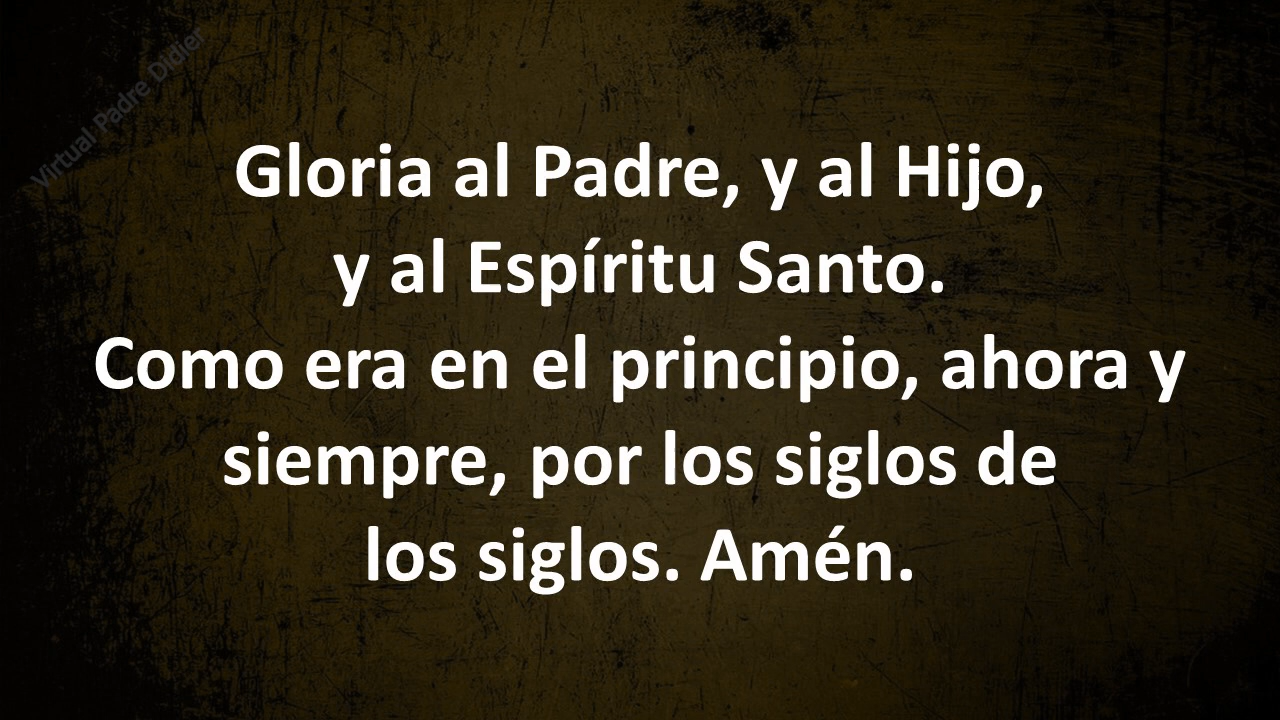 Virtual Padre Didier
Gloria al Padre, y al Hijo,
y al Espíritu Santo.
Como era en el principio, ahora y
siempre, por los siglos de
los siglos. Amén.